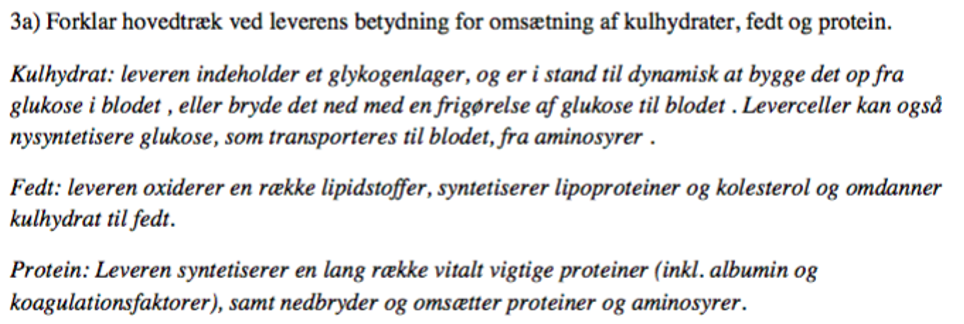 3a) Forklar hovedtræk ved leverens betydning for omsætning af kulhydrater, fedt og protein.
Kulhydrat: leveren indeholder et glykogenlager, og er i stand til dynamisk at bygge det op fra
glukose i blodet , eller bryde det ned med en frigørelse af glukose til blodet . Leverceller kan også
nysyntetisere glukose, som transporteres til blodet, fra aminosyrer .
Fedt: leveren oxiderer en række lipidstoffer, syntetiserer lipoproteiner og kolesterol og omdanner
kulhydrat til fedt.
Protein: Leveren syntetiserer en lang række vitalt vigtige proteiner (inkl. albumin og
koagulationsfaktorer), samt nedbryder og omsætter proteiner og aminosyrer.